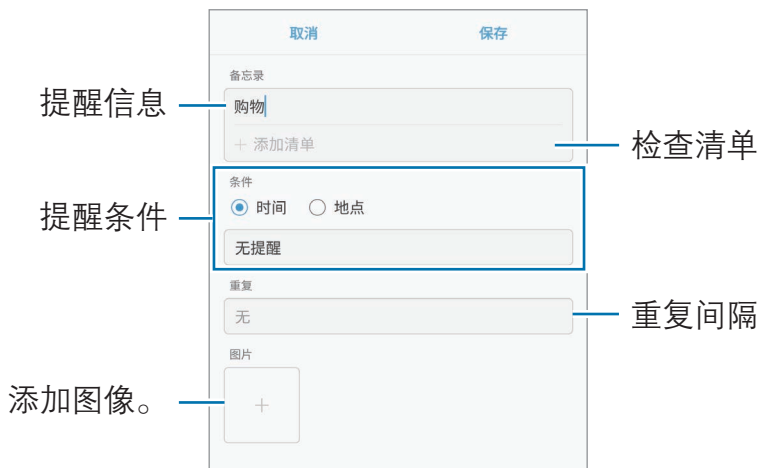 取消
保存
备忘录
提醒信息
购物
+ 添加清单
检查清单
条件
提醒条件
时间
地点
无提醒
重复
无
重复间隔
图片
添加图像。
+